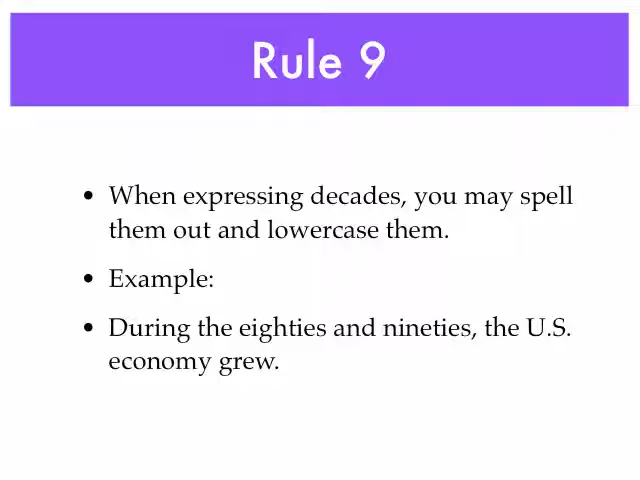 Rule 9
• When expressing decades, you may spell
them out and lowercase them.
• Example:
• During the eighties and nineties, the U.S.
economy grew.